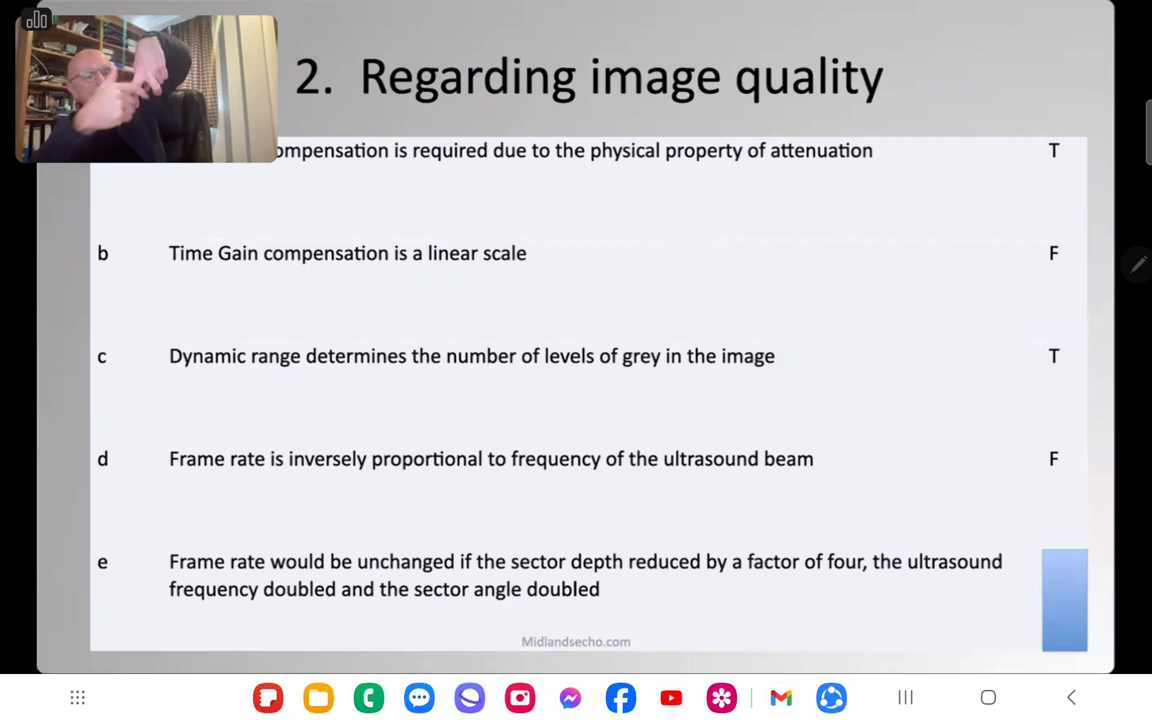 2. Regarding image quality
ompensation is required due to the physical property of attenuation T
b Time Gain compensation is a linear scale F
c Dynamic range determines the number of levels of grey in the image T
d Frame rate is inversely proportional to frequency of the ultrasound beam F
e Frame rate would be unchanged if the sector depth reduced by a factor of four, the ultrasound
frequency doubled and the sector angle doubled
Midlandsecho.com